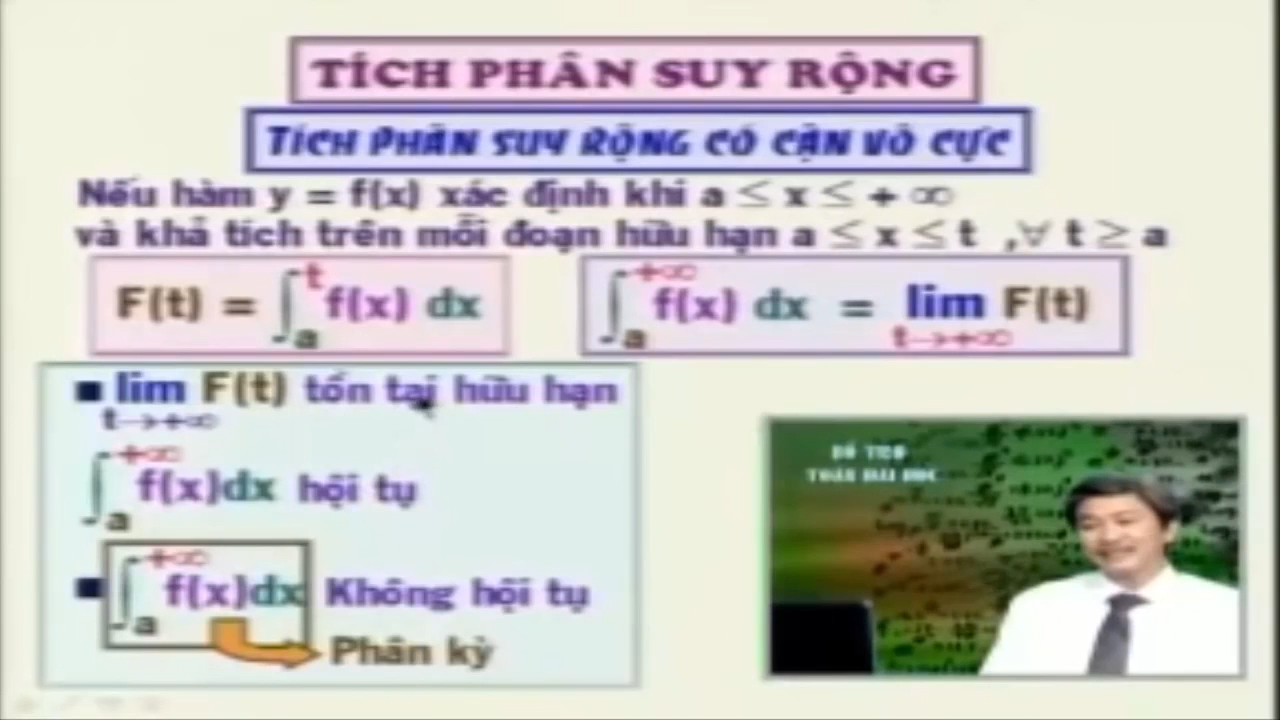 TÍCH PHÂN SUY RỘNG
TÍCH PHÂN SUY RỘNG CÓ CẬN VÔ CỰC
Nếu hàm y = f(x) xác định khi a ≤ x ≤ + ∞
và khả tích trên mỗi đoạn hữu hạn a ≤ x ≤ t , ∀ t ≥ a
F(t) = ∫ₐᵗ f(x) dx
∫ₐ⁺∞ f(x) dx = lim F(t)
t→+∞
■ lim F(t) tồn tại hữu hạn
t→+∞
∫ₐ⁺∞ f(x)dx hội tụ
■ ∫ₐ⁺∞ f(x)dx Không hội tụ
Phân kỳ